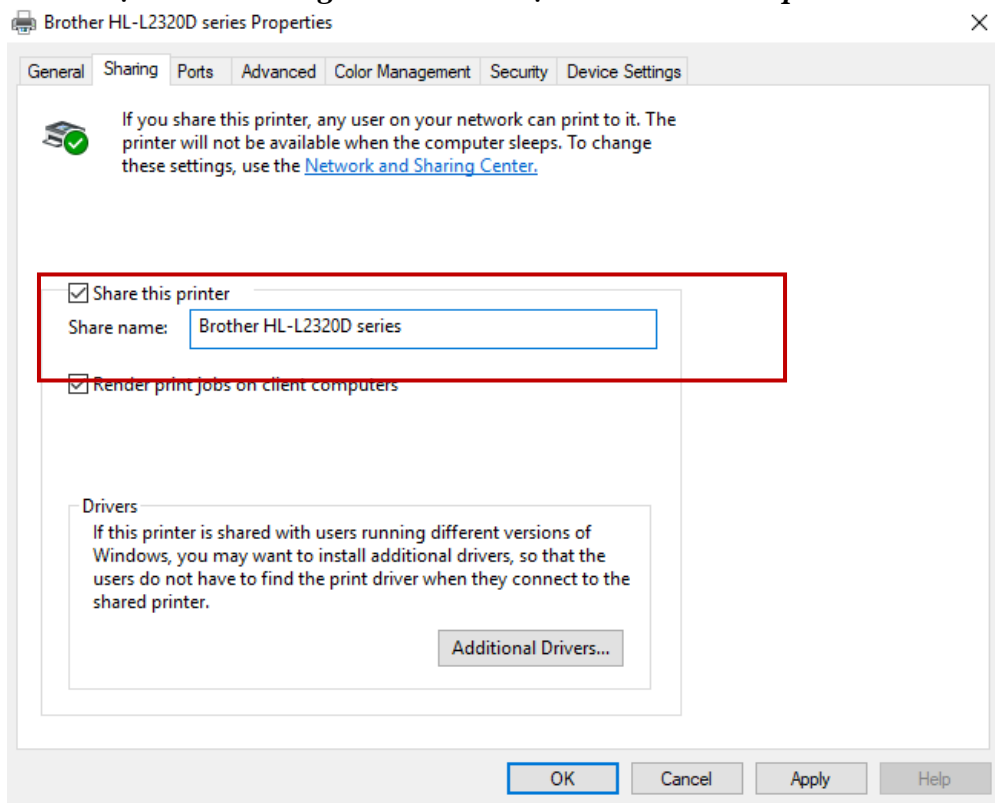 Brother HL-L2320D series Properties
General Sharing Ports Advanced Color Management Security Device Settings
If you share this printer, any user on your network can print to it. The
printer will not be available when the computer sleeps. To change
these settings, use the Network and Sharing Center.
Share this printer
Share name: Brother HL-L2320D series
Render print jobs on client computers
Drivers
If this printer is shared with users running different versions of
Windows, you may want to install additional drivers, so that the
users do not have to find the print driver when they connect to the
shared printer.
Additional Drivers...
OK Cancel Apply Help